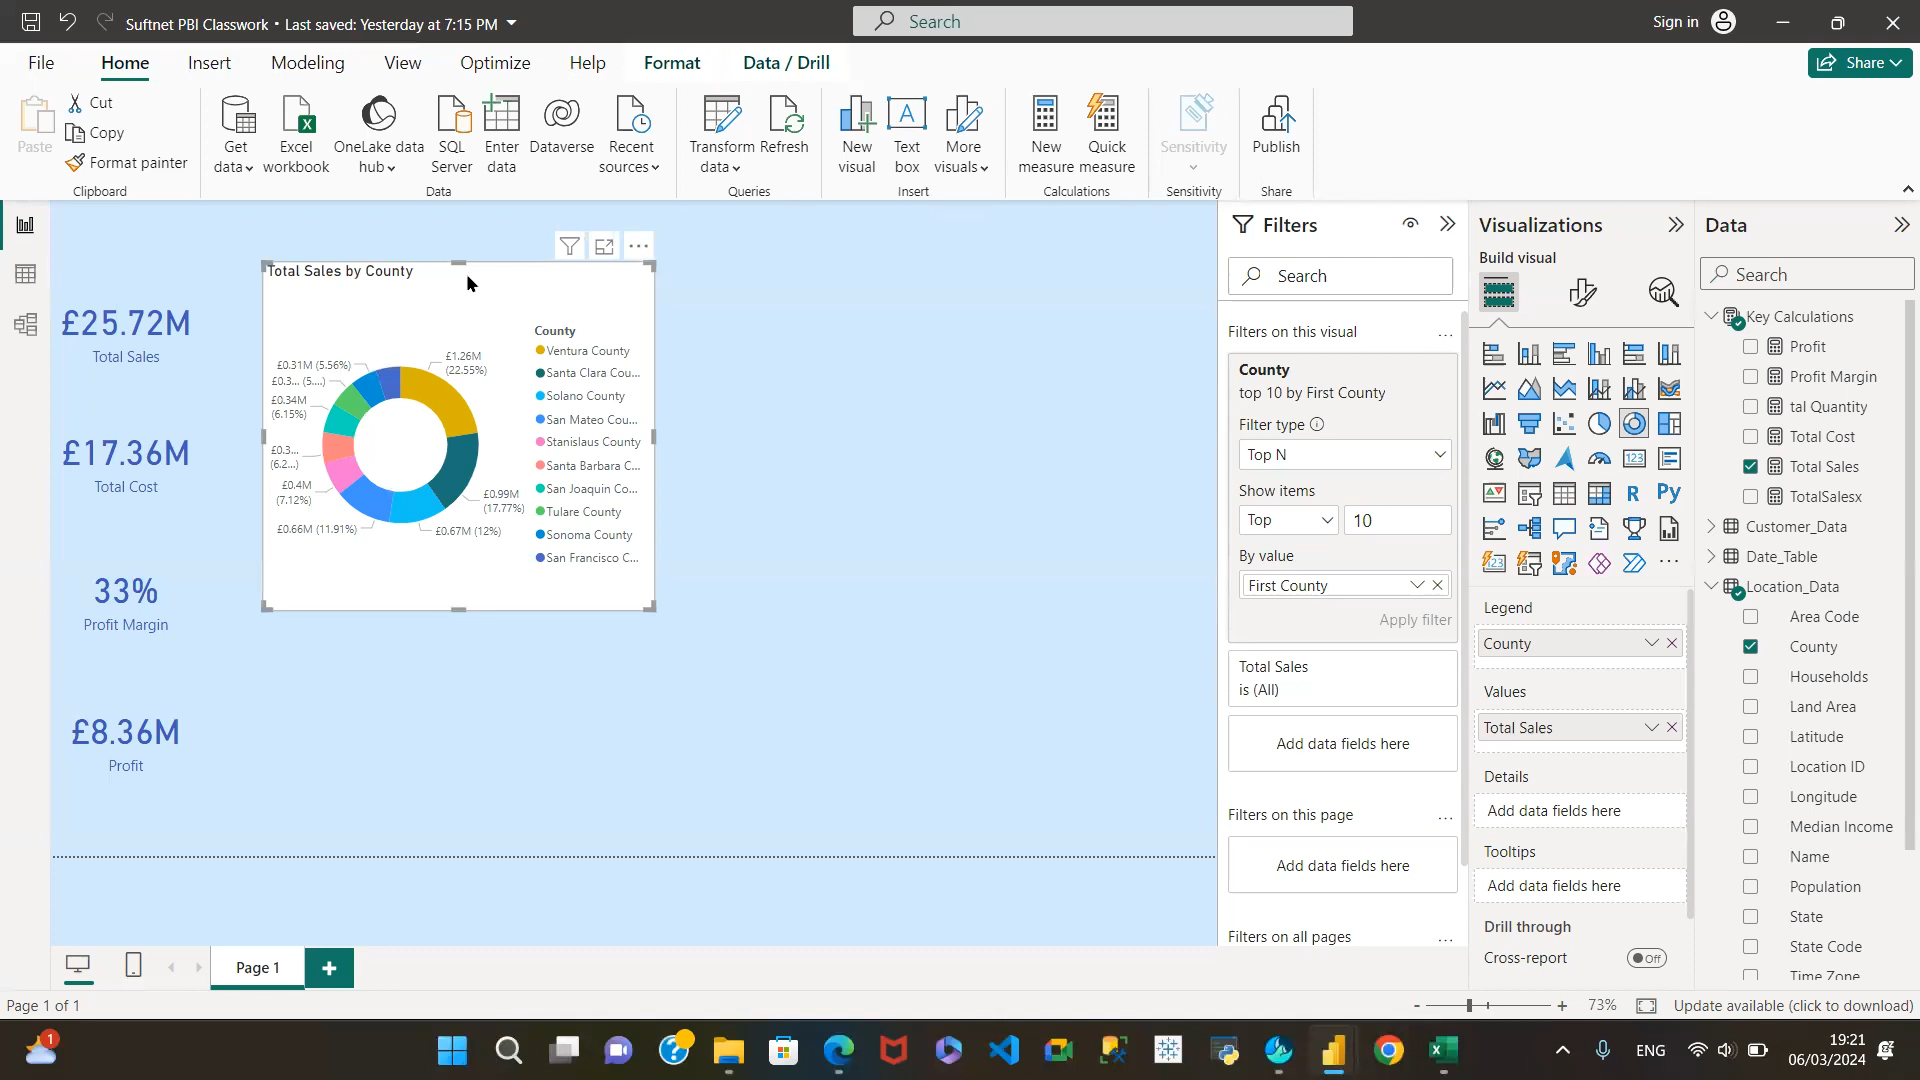 Suftnet PBI Classwork • Last saved: Yesterday at 7:15 PM
Search
Sign in
File
Home
Insert
Modeling
View
Optimize
Help
Format
Data / Drill
Share
Paste
Cut
Copy
Format painter
Clipboard
Get data
Excel workbook
OneLake data hub
SQL Server
Enter data
Dataverse
Recent sources
Data
Transform data
Refresh
Queries
New visual
A
Text box
More visuals
Insert
New measure
Quick measure
Calculations
Sensitivity
Sensitivity
Publish
Share
£25.72M
Total Sales
£17.36M
Total Cost
33%
Profit Margin
£8.36M
Profit
Total Sales by County
£0.31M (5.56%)
£0.3... (5....)
£0.34M
(6.15%)
£0.3...
(6.2...)
£0.4M
(7.12%)
£0.66M (11.91%)
£1.26M
(22.55%)
£0.99M
(17.77%)
£0.67M (12%)
County
Ventura County
Santa Clara Cou...
Solano County
San Mateo Cou...
Stanislaus County
Santa Barbara C...
San Joaquin Co...
Tulare County
Sonoma County
San Francisco C...
Filters
Search
Filters on this visual
County
top 10 by First County
Filter type
Top N
Show items
Top
10
By value
First County
Apply filter
Total Sales
is (All)
Add data fields here
Filters on this page
Add data fields here
Filters on all pages
Visualizations
Build visual
123
R
Py
123
Legend
County
Values
Total Sales
Details
Add data fields here
Tooltips
Add data fields here
Drill through
Cross-report
Off
Data
Search
Key Calculations
Profit
Profit Margin
tal Quantity
Total Cost
Total Sales
TotalSalesx
Customer_Data
Date_Table
Location_Data
Area Code
County
Households
Land Area
Latitude
Location ID
Longitude
Median Income
Name
Population
State
State Code
Time Zone
Page 1
+
Page 1 of 1
- +
73%
Update available (click to download)
1
ENG
19:21
06/03/2024